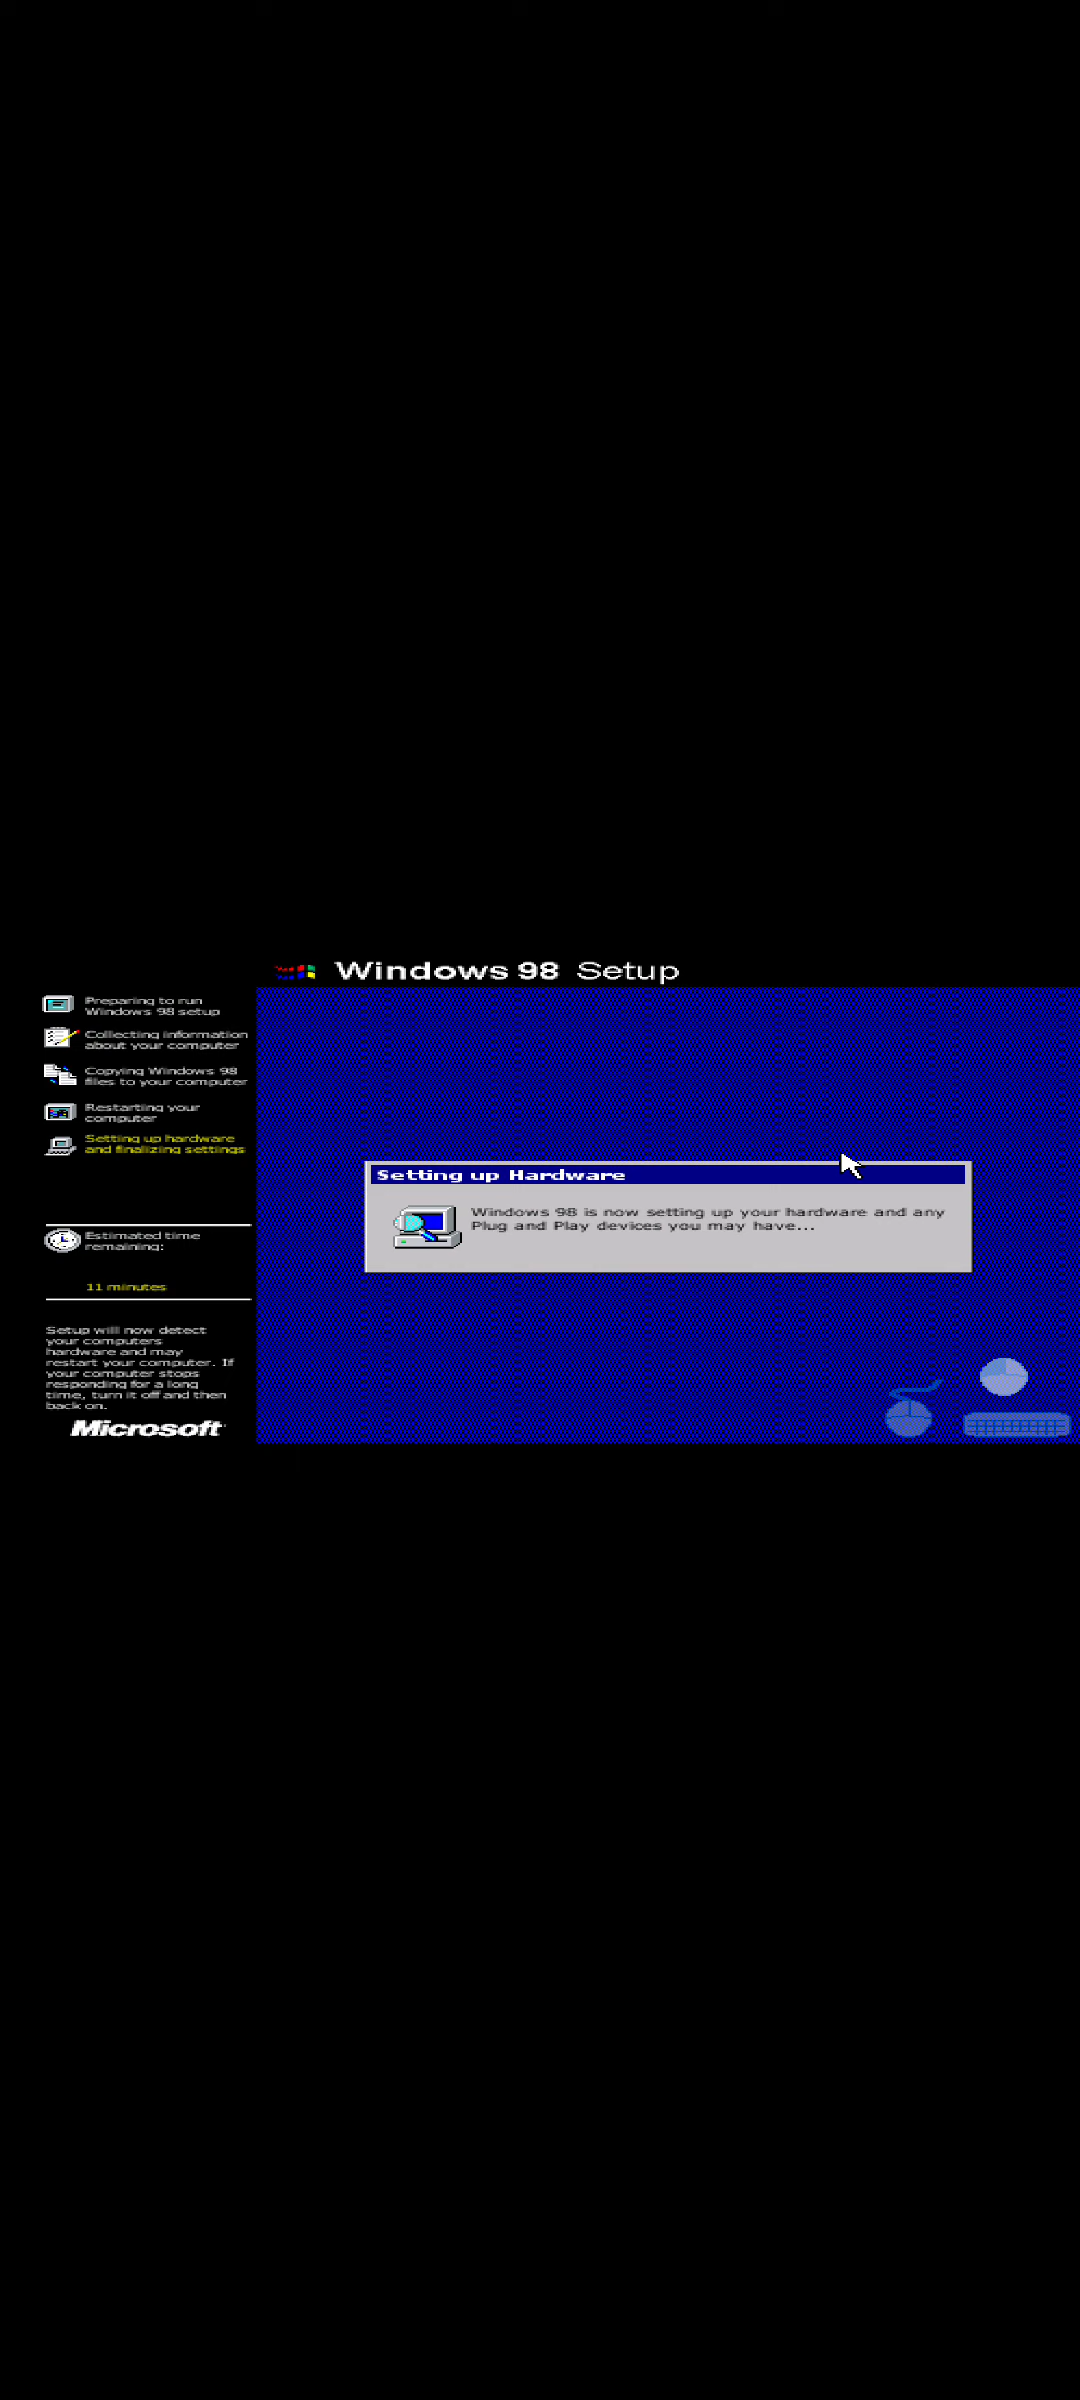 Windows 98 Setup
Preparing to run
Windows 98 setup
Collecting information
about your computer
Copying Windows 98
files to your computer
Restarting your
computer
Setting up hardware
and finalizing settings
Setting up Hardware
Windows 98 is now setting up your hardware and any
Plug and Play devices you may have...
Estimated time
remaining:
11 minutes
Setup will now detect
your computers
hardware and may
restart your computer. If
your computer stops
responding for a long
time, turn it off and then
back on.
Microsoft